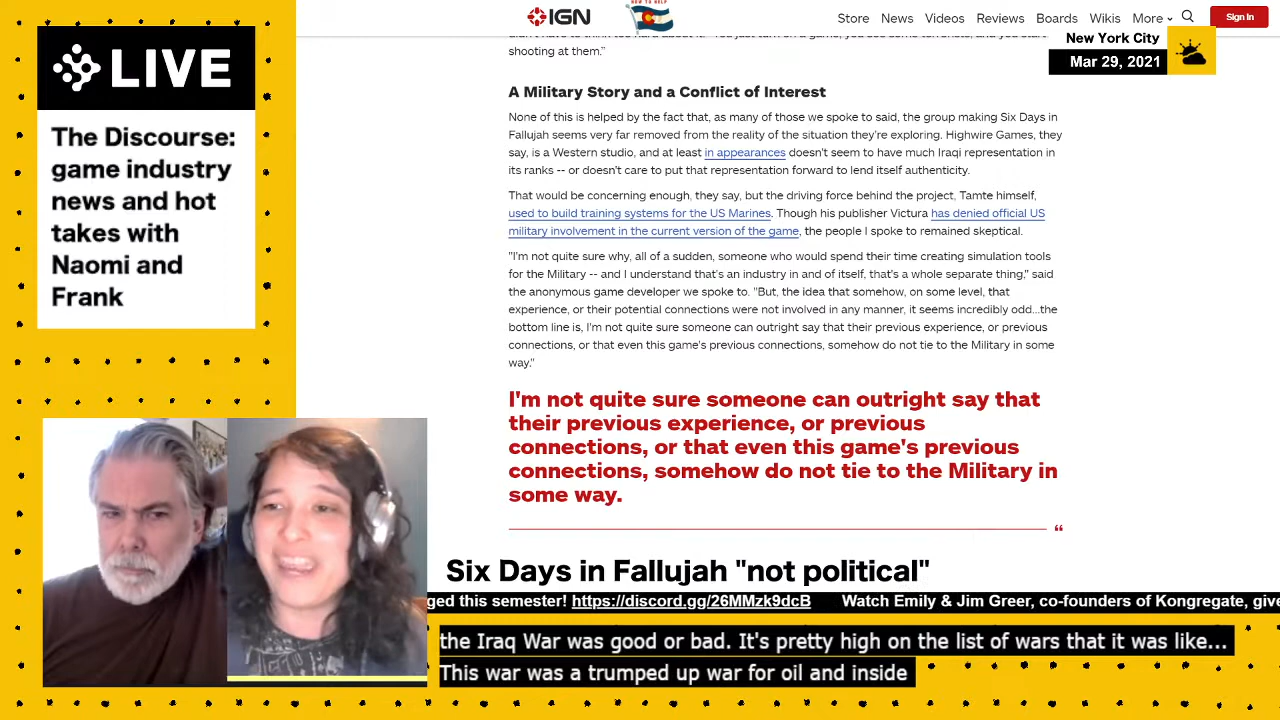 LIVE
The Discourse:
game industry
news and hot
takes with
Naomi and
Frank
IGN
Store News Videos Reviews Boards Wikis More
Sign In
New York City
Mar 29, 2021
shooting at them."
A Military Story and a Conflict of Interest
None of this is helped by the fact that, as many of those we spoke to said, the group making Six Days in
Fallujah seems very far removed from the reality of the situation they're exploring. Highwire Games, they
say, is a Western studio, and at least in appearances doesn't seem to have much Iraqi representation in
its ranks -- or doesn't care to put that representation forward to lend itself authenticity.
That would be concerning enough, they say, but the driving force behind the project, Tamte himself,
used to build training systems for the US Marines. Though his publisher Victura has denied official US
military involvement in the current version of the game, the people I spoke to remained skeptical.
"I'm not quite sure why, all of a sudden, someone who would spend their time creating simulation tools
for the Military -- and I understand that's an industry in and of itself, that's a whole separate thing," said
the anonymous game developer we spoke to. "But, the idea that somehow, on some level, that
experience, or their potential connections were not involved in any manner, it seems incredibly odd...the
bottom line is, I'm not quite sure someone can outright say that their previous experience, or previous
connections, or that even this game's previous connections, somehow do not tie to the Military in some
way."
I'm not quite sure someone can outright say that
their previous experience, or previous
connections, or that even this game's previous
connections, somehow do not tie to the Military in
some way.
“
Six Days in Fallujah "not political"
ged this semester! https://discord.gg/26MMzk9dcB Watch Emily & Jim Greer, co-founders of Kongregate, give
the Iraq War was good or bad. It's pretty high on the list of wars that it was like...
This war was a trumped up war for oil and inside